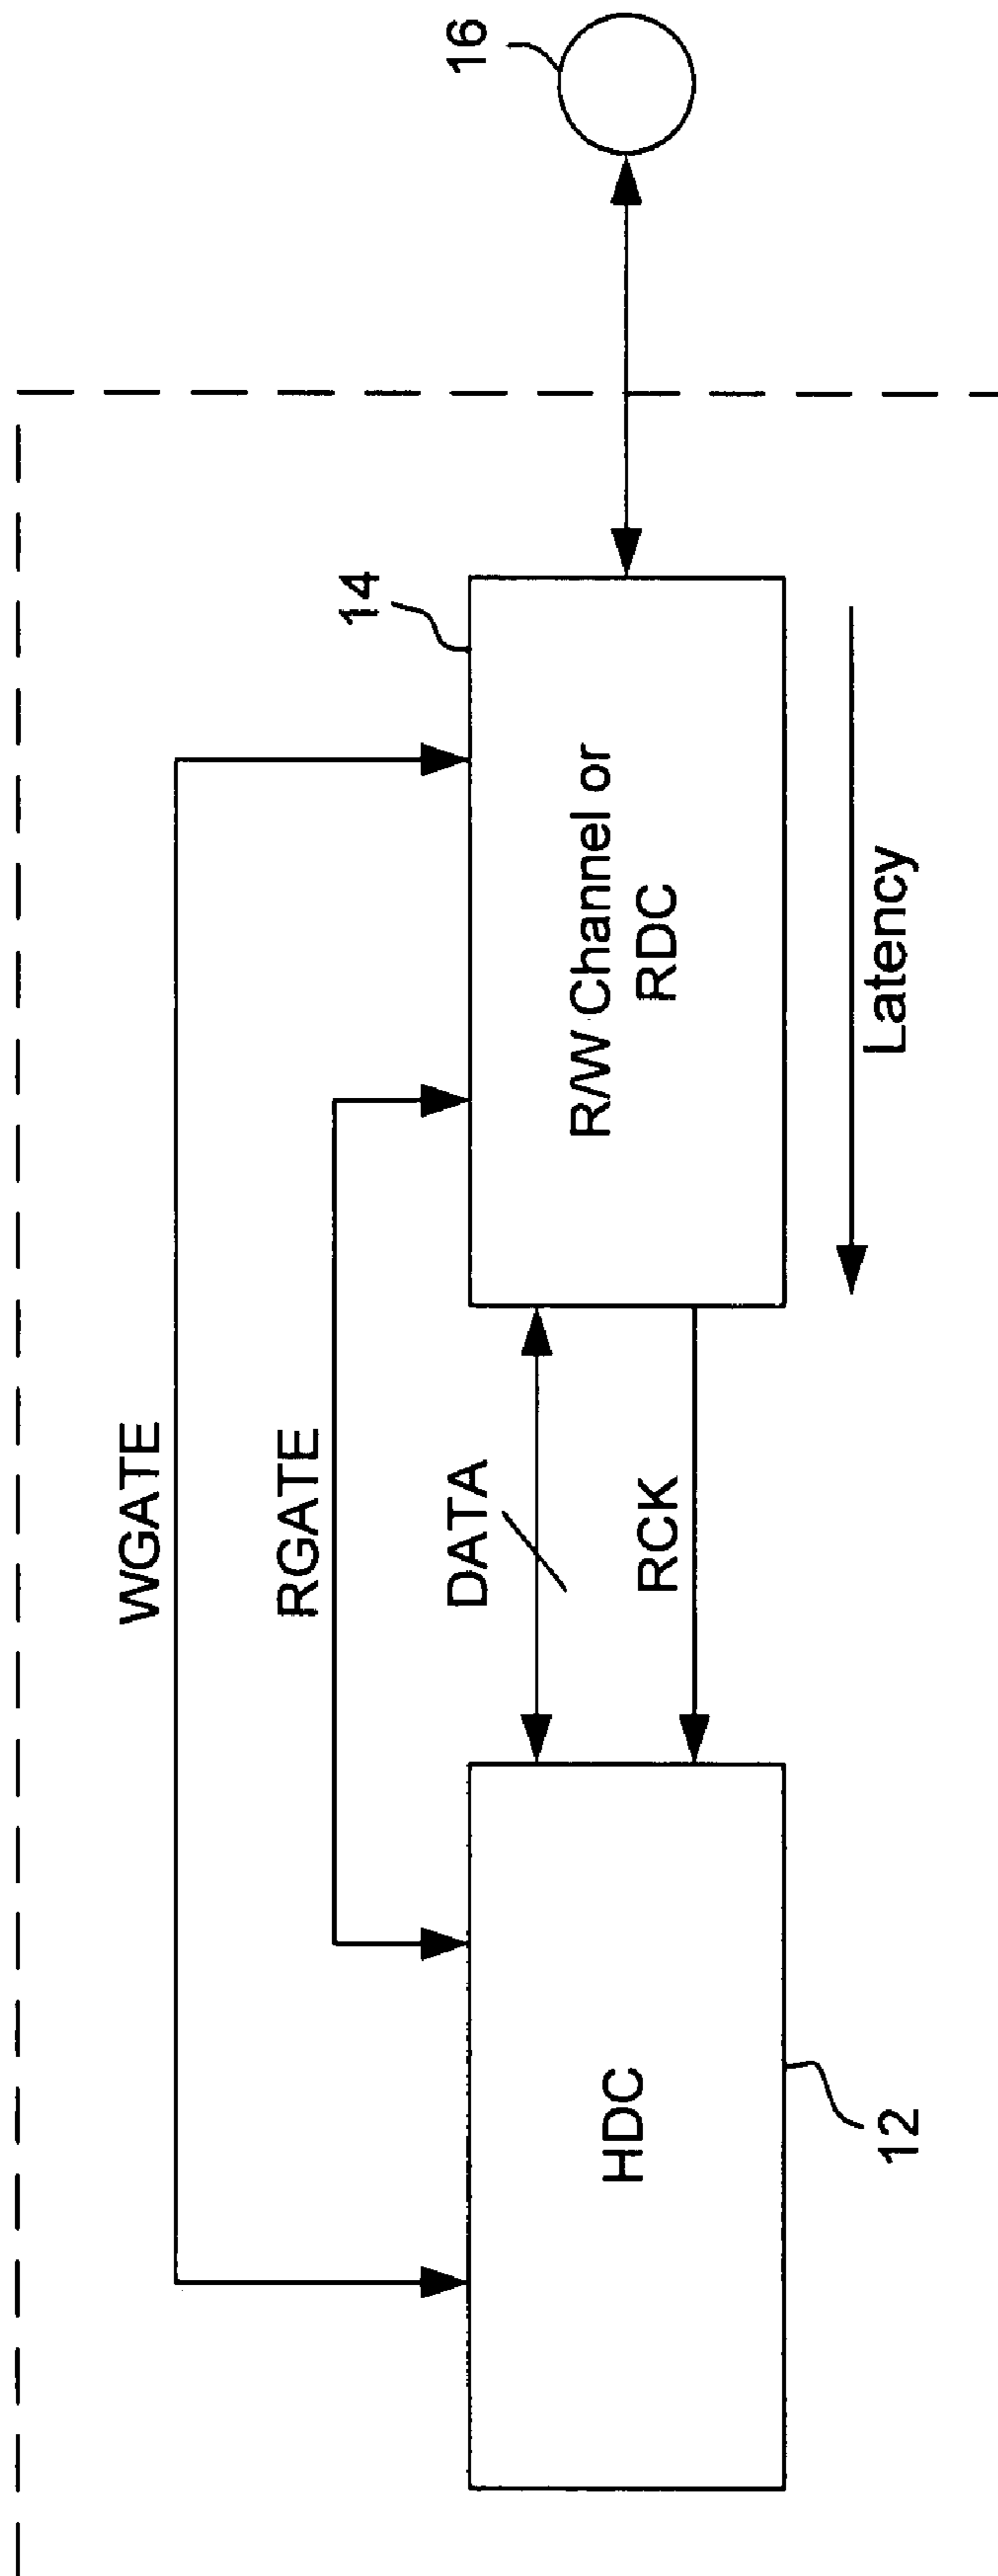 WGATE
RGATE
DATA
RCK
HDC
12
R/W Channel or
RDC
14
Latency
16